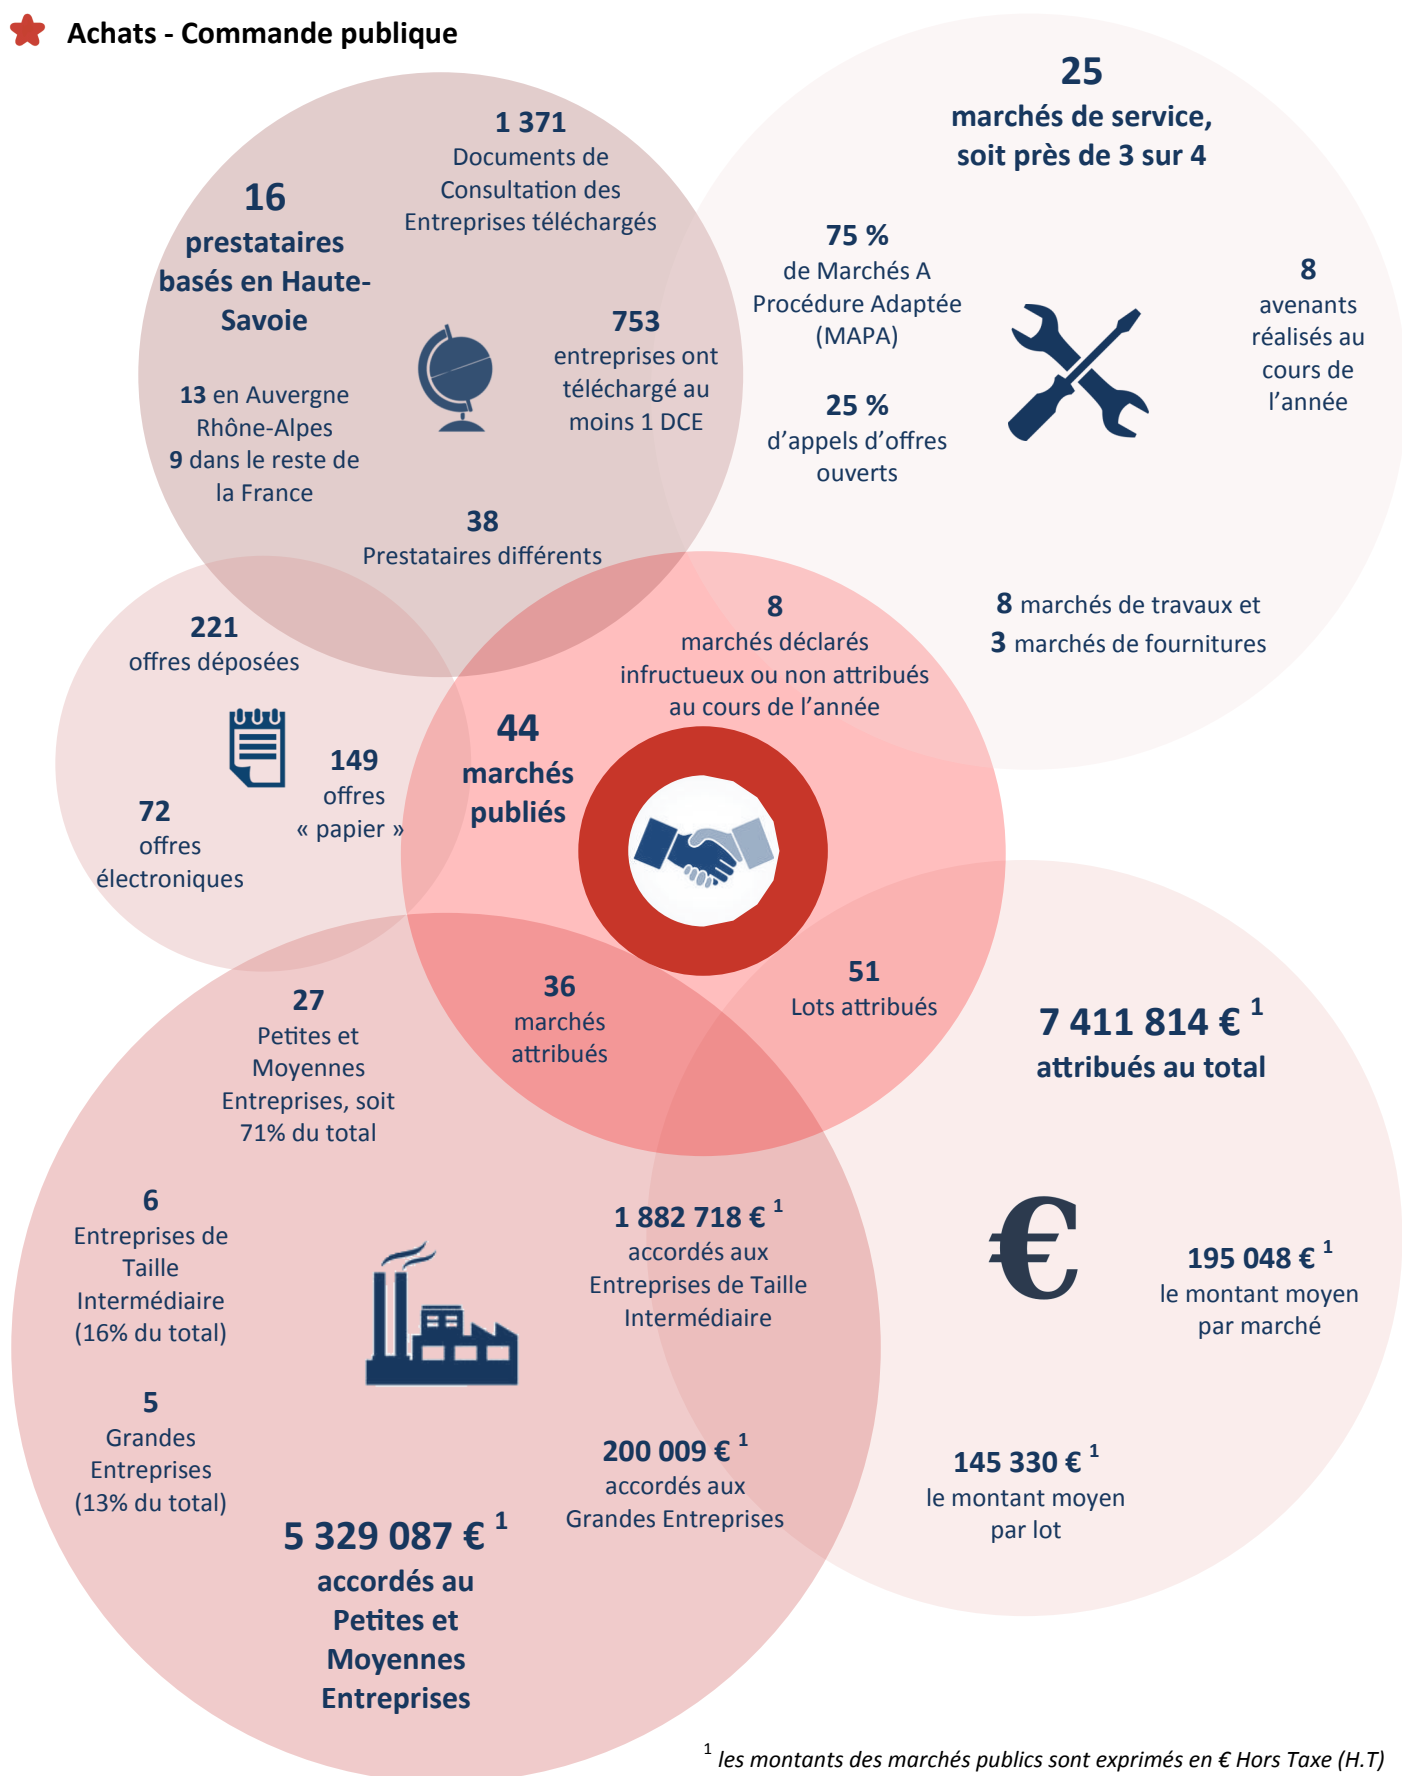 Achats - Commande publique
1 371
Documents de
Consultation des
Entreprises téléchargés
16
prestataires
basés en Haute-
Savoie
753
entreprises ont
téléchargé au
moins 1 DCE
13 en Auvergne
Rhône-Alpes
9 dans le reste de
la France
38
Prestataires différents
25
marchés de service,
soit près de 3 sur 4
75 %
de Marchés A
Procédure Adaptée
(MAPA)
25 %
d’appels d’offres
ouverts
8
avenants
réalisés au
cours de
l’année
8 marchés de travaux et
3 marchés de fournitures
221
offres déposées
149
offres
« papier »
72
offres
électroniques
8
marchés déclarés
infructueux ou non attribués
au cours de l’année
44
marchés
publiés
36
marchés
attribués
51
Lots attribués
27
Petites et
Moyennes
Entreprises, soit
71% du total
6
Entreprises de
Taille
Intermédiaire
(16% du total)
5
Grandes
Entreprises
(13% du total)
1 882 718 € 1
accordés aux
Entreprises de Taille
Intermédiaire
200 009 € 1
accordés aux
Grandes Entreprises
5 329 087 € 1
accordés au
Petites et
Moyennes
Entreprises
7 411 814 € 1
attribués au total
€
195 048 € 1
le montant moyen
par marché
145 330 € 1
le montant moyen
par lot
1 les montants des marchés publics sont exprimés en € Hors Taxe (H.T)